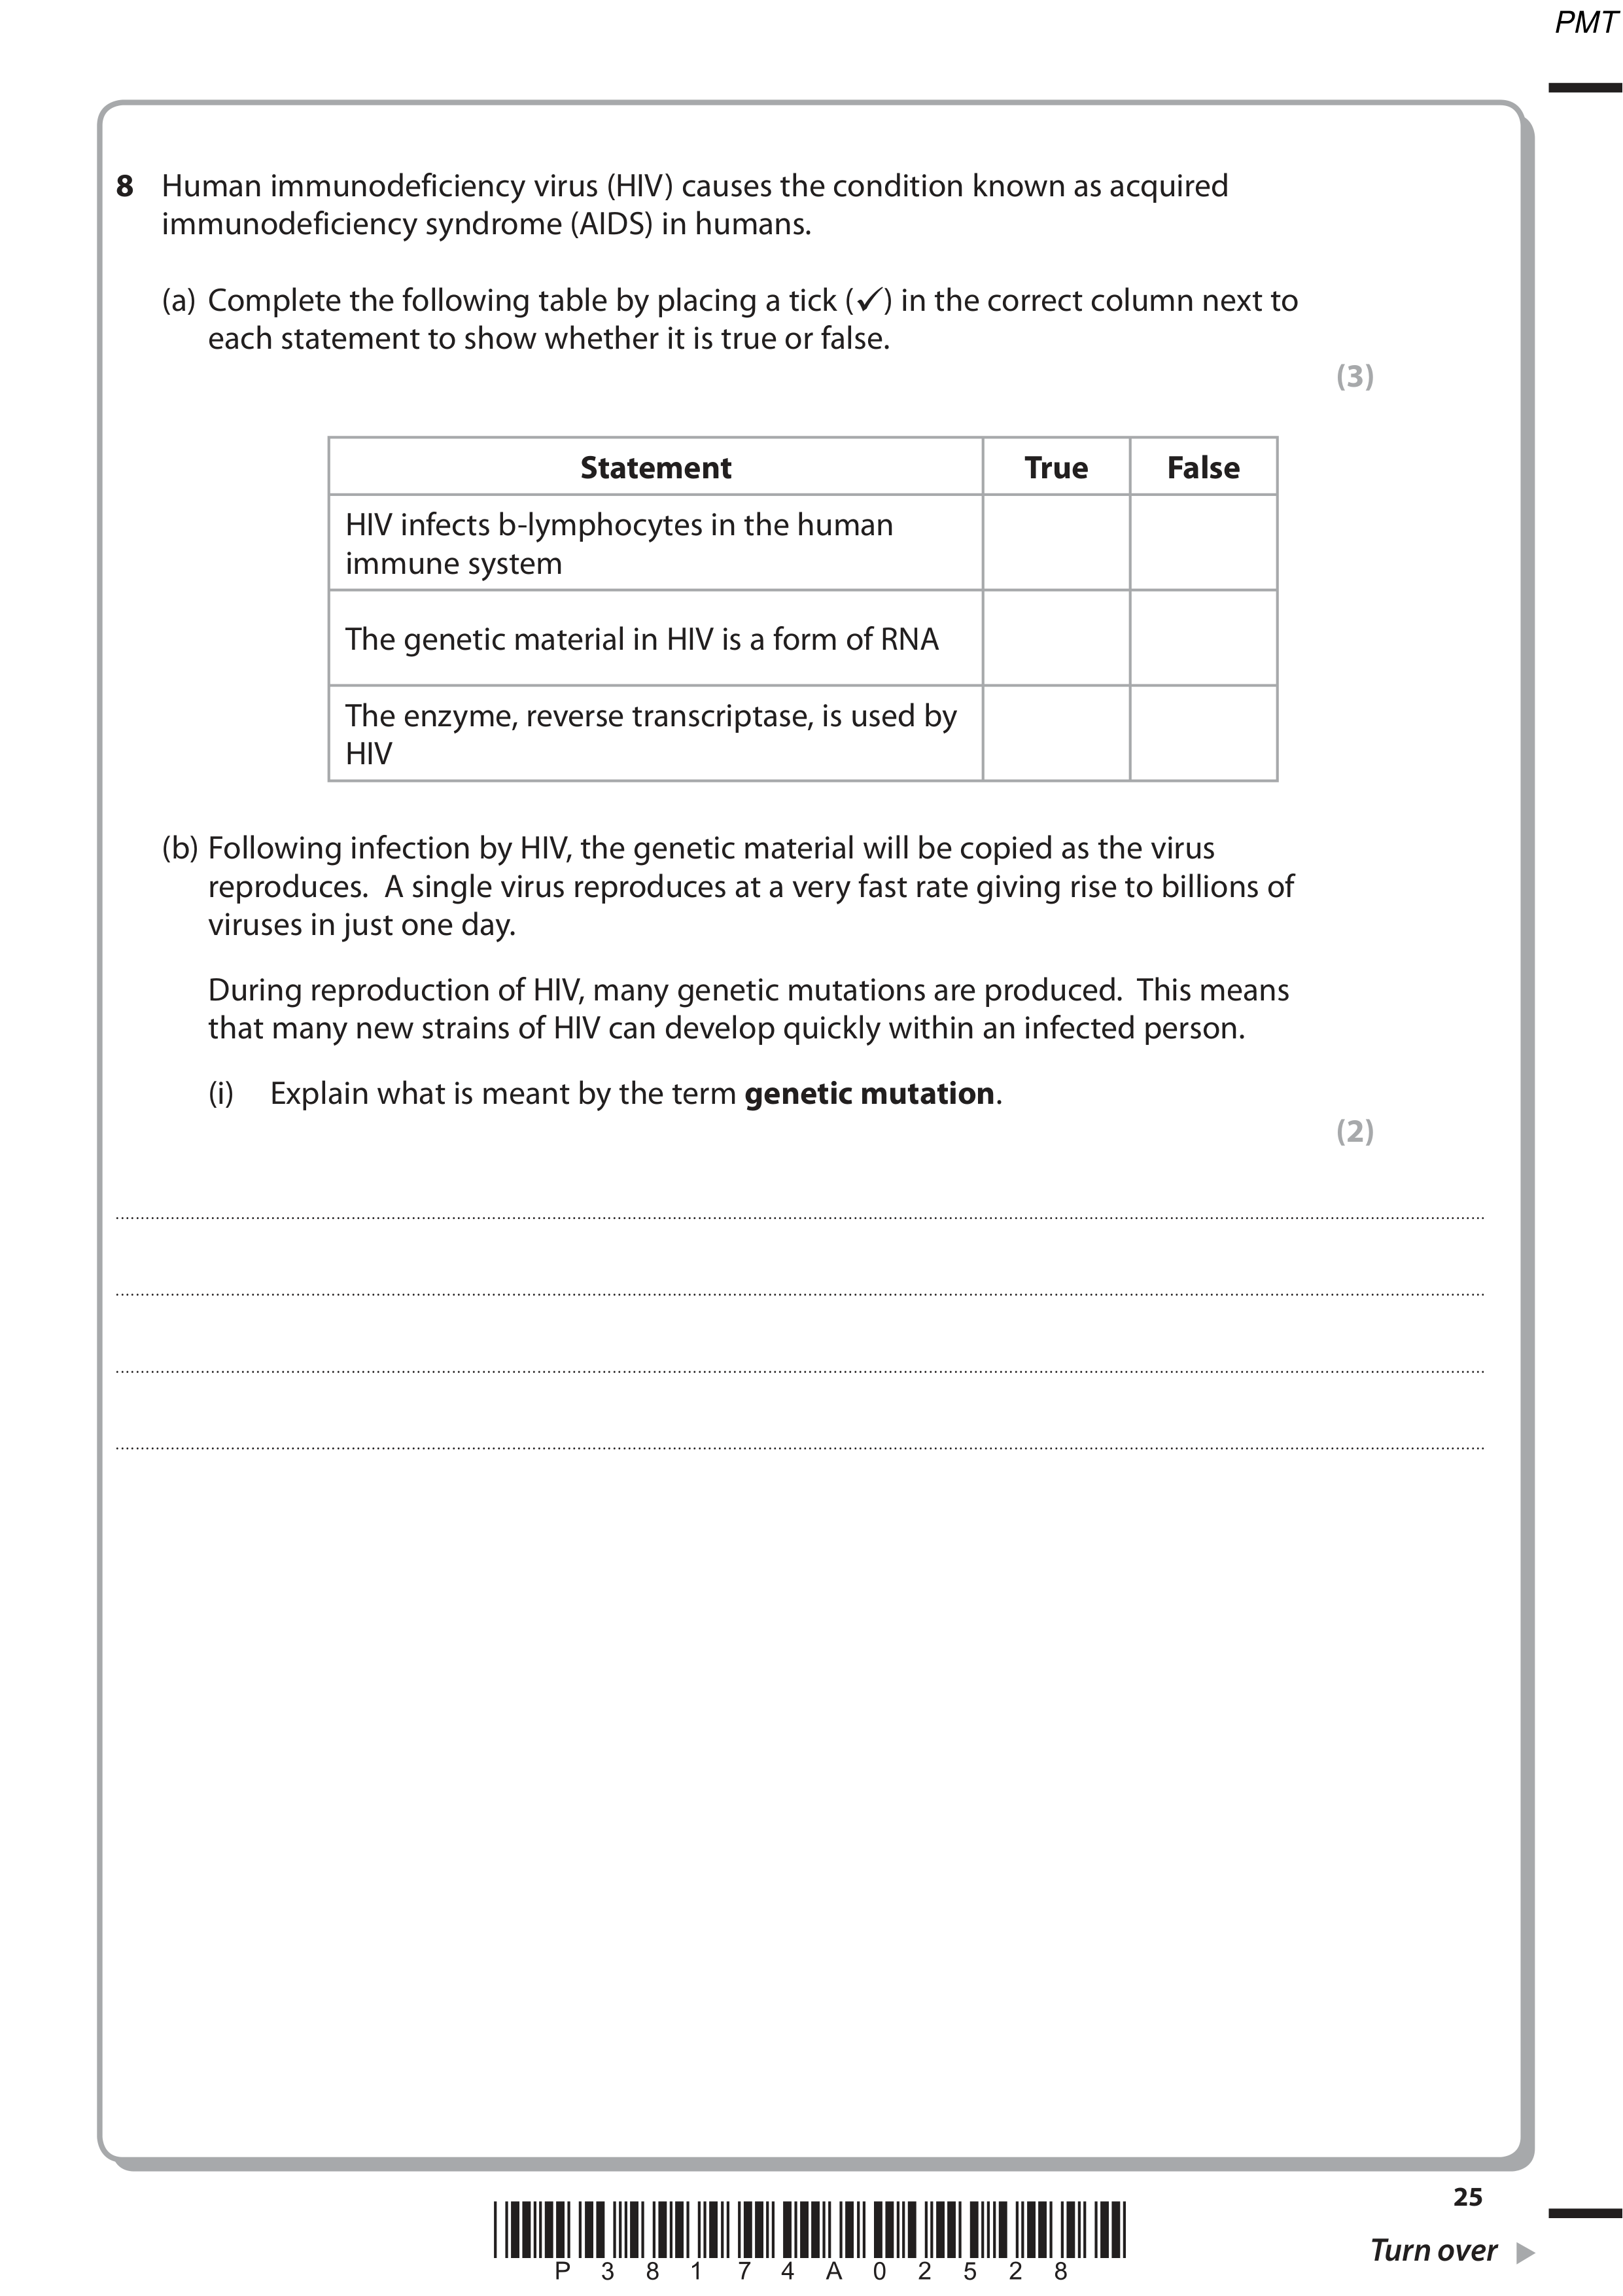 PMT
8 Human immunodeficiency virus (HIV) causes the condition known as acquired
immunodeficiency syndrome (AIDS) in humans.
(a) Complete the following table by placing a tick (✓) in the correct column next to
each statement to show whether it is true or false.
(3)
Statement True False
HIV infects b-lymphocytes in the human
immune system
The genetic material in HIV is a form of RNA
The enzyme, reverse transcriptase, is used by
HIV
(b) Following infection by HIV, the genetic material will be copied as the virus
reproduces. A single virus reproduces at a very fast rate giving rise to billions of
viruses in just one day.
During reproduction of HIV, many genetic mutations are produced. This means
that many new strains of HIV can develop quickly within an infected person.
(i) Explain what is meant by the term genetic mutation.
(2)
25
P 3 8 1 7 4 A 0 2 5 2 8
Turn over